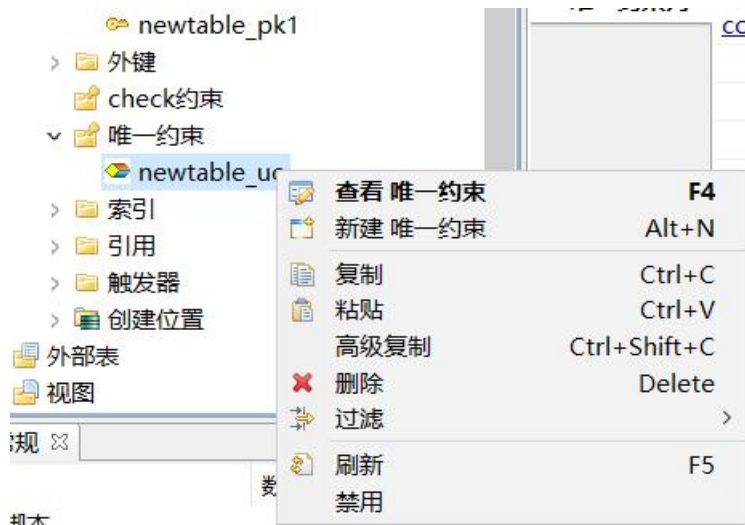 newtable_pk1
外键
check约束
唯一约束
newtable_uc
索引
引用
触发器
创建位置
外部表
视图
查看 唯一约束 F4
新建 唯一约束 Alt+N
复制 Ctrl+C
粘贴 Ctrl+V
高级复制 Ctrl+Shift+C
删除 Delete
过滤
刷新 F5
禁用